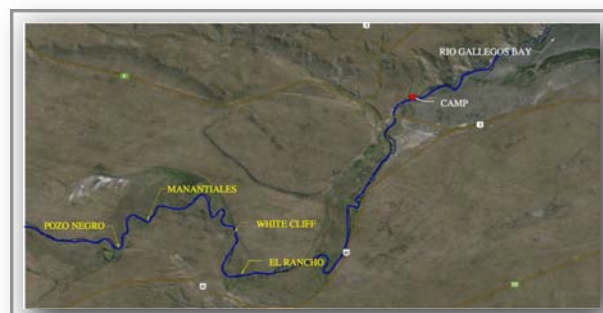 RIO GALLEGOS BAY
CAMP
MANANTIALES
POZO NEGRO
WHITE CLIFF
EL RANCHO